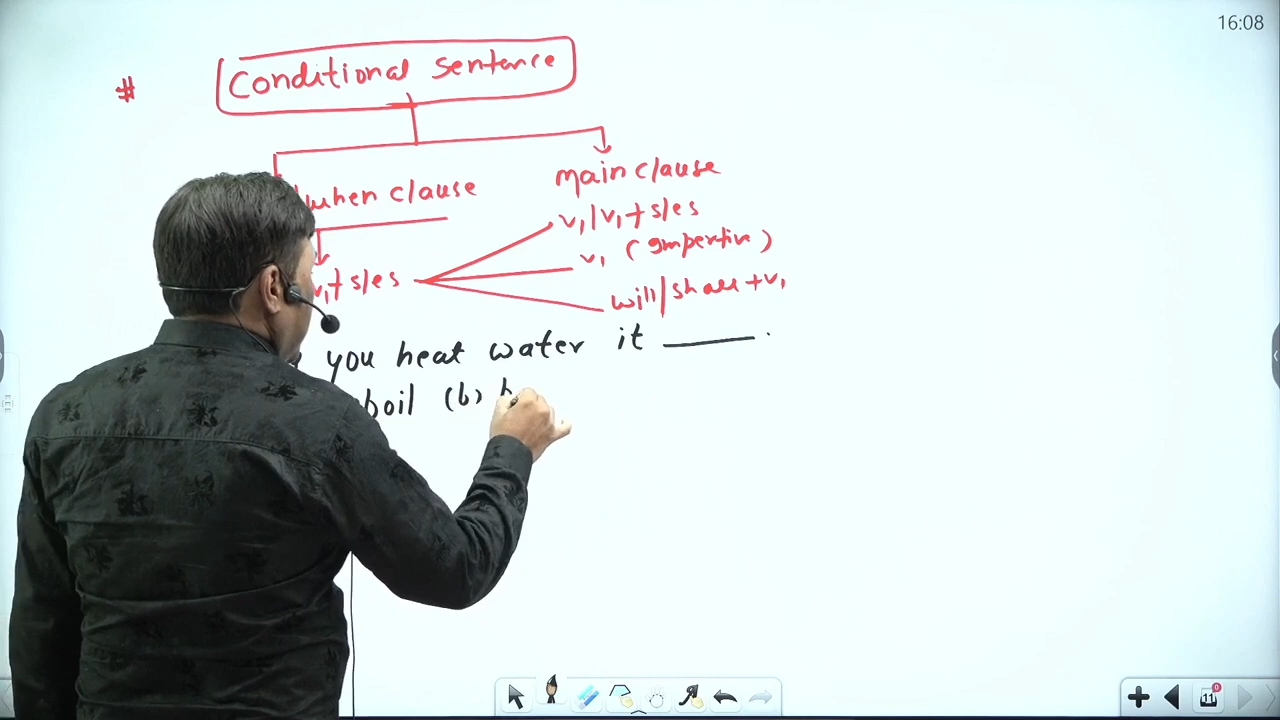 16:08
# Conditional sentence
when clause
main clause
v₁/v₁+s/es
v₁ (Imperative)
v₁+s/es
will/shall+v₁
you heat water it ____.
boil (b) b
11